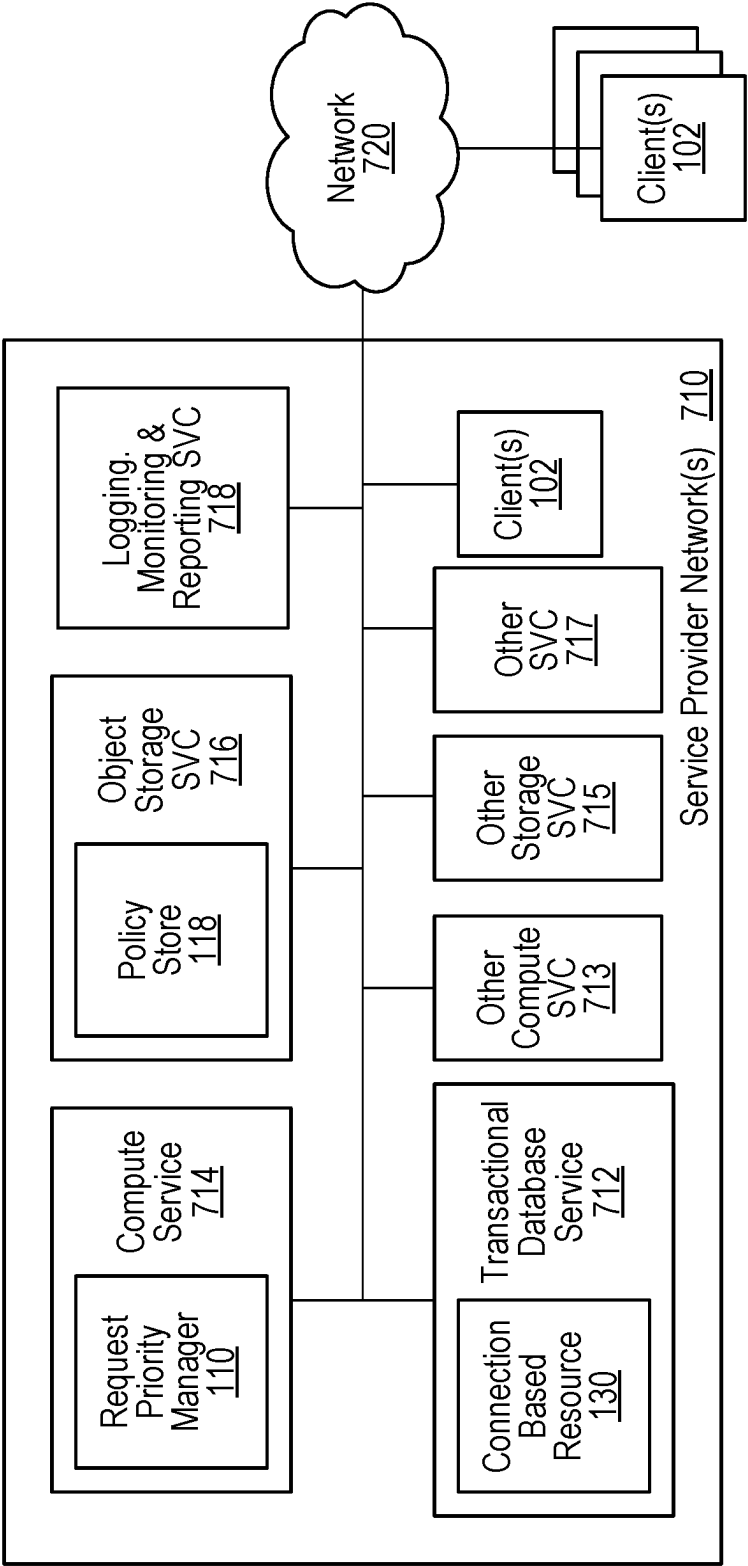 Compute
Service
714
Request
Priority
Manager
110
Object
Storage
SVC
716
Policy
Store
118
Logging.
Monitoring &
Reporting SVC
718
Network
720
Transactional
Database
Service
712
Connection
Based
Resource
130
Other
Compute
SVC
713
Other
Storage
SVC
715
Other
SVC
717
Client(s)
102
Client(s)
102
Service Provider Network(s) 710